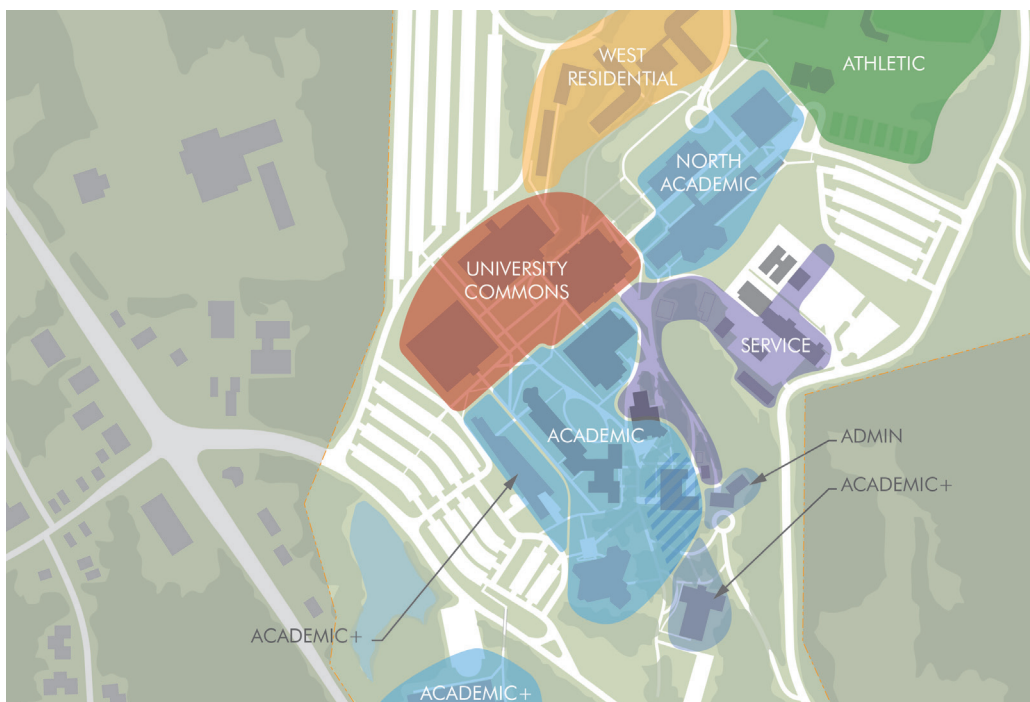 WEST
RESIDENTIAL
ATHLETIC
NORTH
ACADEMIC
UNIVERSITY
COMMONS
SERVICE
ACADEMIC
ADMIN
ACADEMIC+
ACADEMIC+
ACADEMIC+